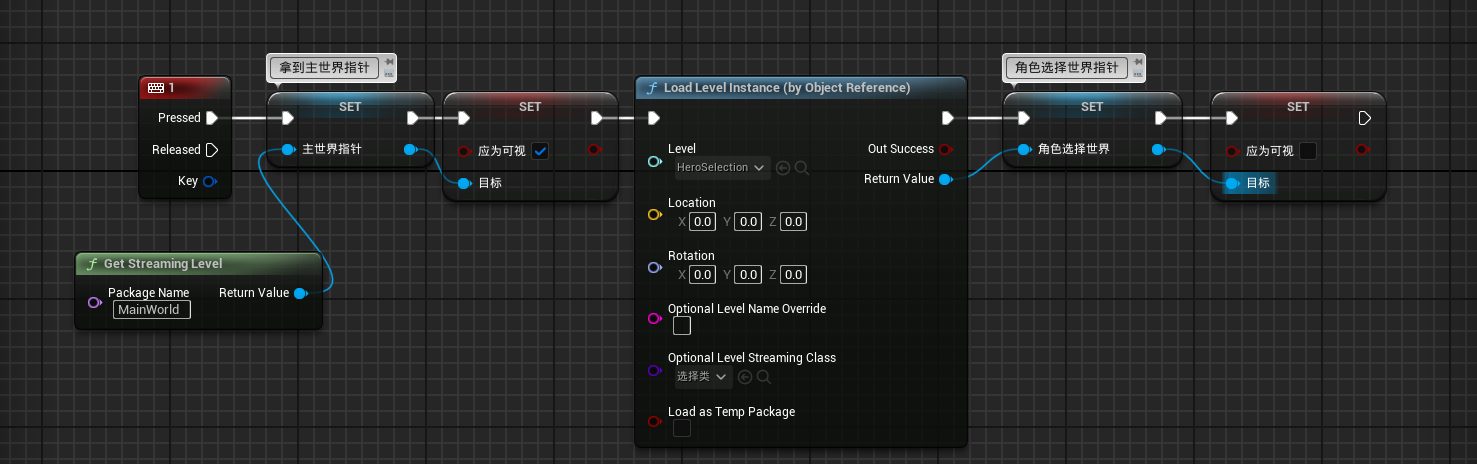 拿到主世界指针
角色选择世界指针
1
Pressed
Released
Key
SET
主世界指针
SET
应为可视
目标
Load Level Instance (by Object Reference)
Level
HeroSelection
Out Success
Return Value
Location
X 0.0 Y 0.0 Z 0.0
Rotation
X 0.0 Y 0.0 Z 0.0
Optional Level Name Override
Optional Level Streaming Class
选择类
Load as Temp Package
SET
角色选择世界
SET
应为可视
目标
Get Streaming Level
Package Name
MainWorld
Return Value